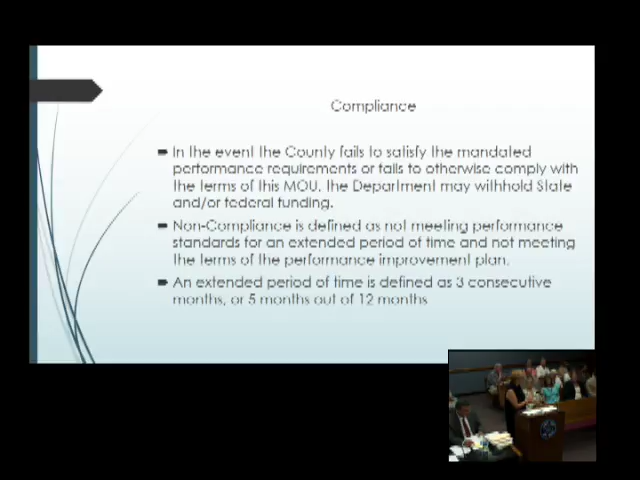 Compliance
In the event the County fails to satisfy the mandated
performance requirements or fails to otherwise comply with
the terms of this MOU, the Department may withhold State
and/or federal funding.
Non-Compliance is defined as not meeting performance
standards for an extended period of time and not meeting
the terms of the performance improvement plan.
An extended period of time is defined as 3 consecutive
months, or 5 months out of 12 months